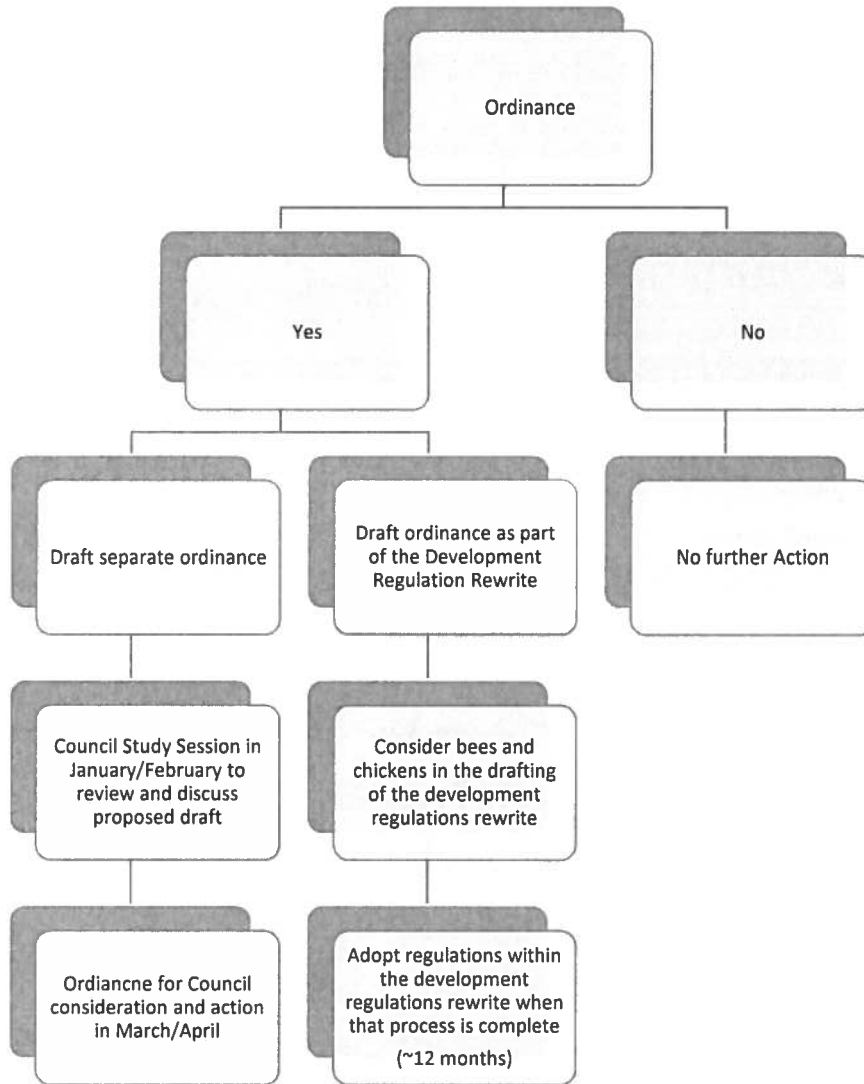 Ordinance
Yes
No
Draft separate ordinance
Draft ordinance as part
of the Development
Regulation Rewrite
No further Action
Council Study Session in
January/February to
review and discuss
proposed draft
Consider bees and
chickens in the drafting
of the development
regulations rewrite
Ordiancne for Council
consideration and action
in March/April
Adopt regulations within
the development
regulations rewrite when
that process is complete
(~12 months)